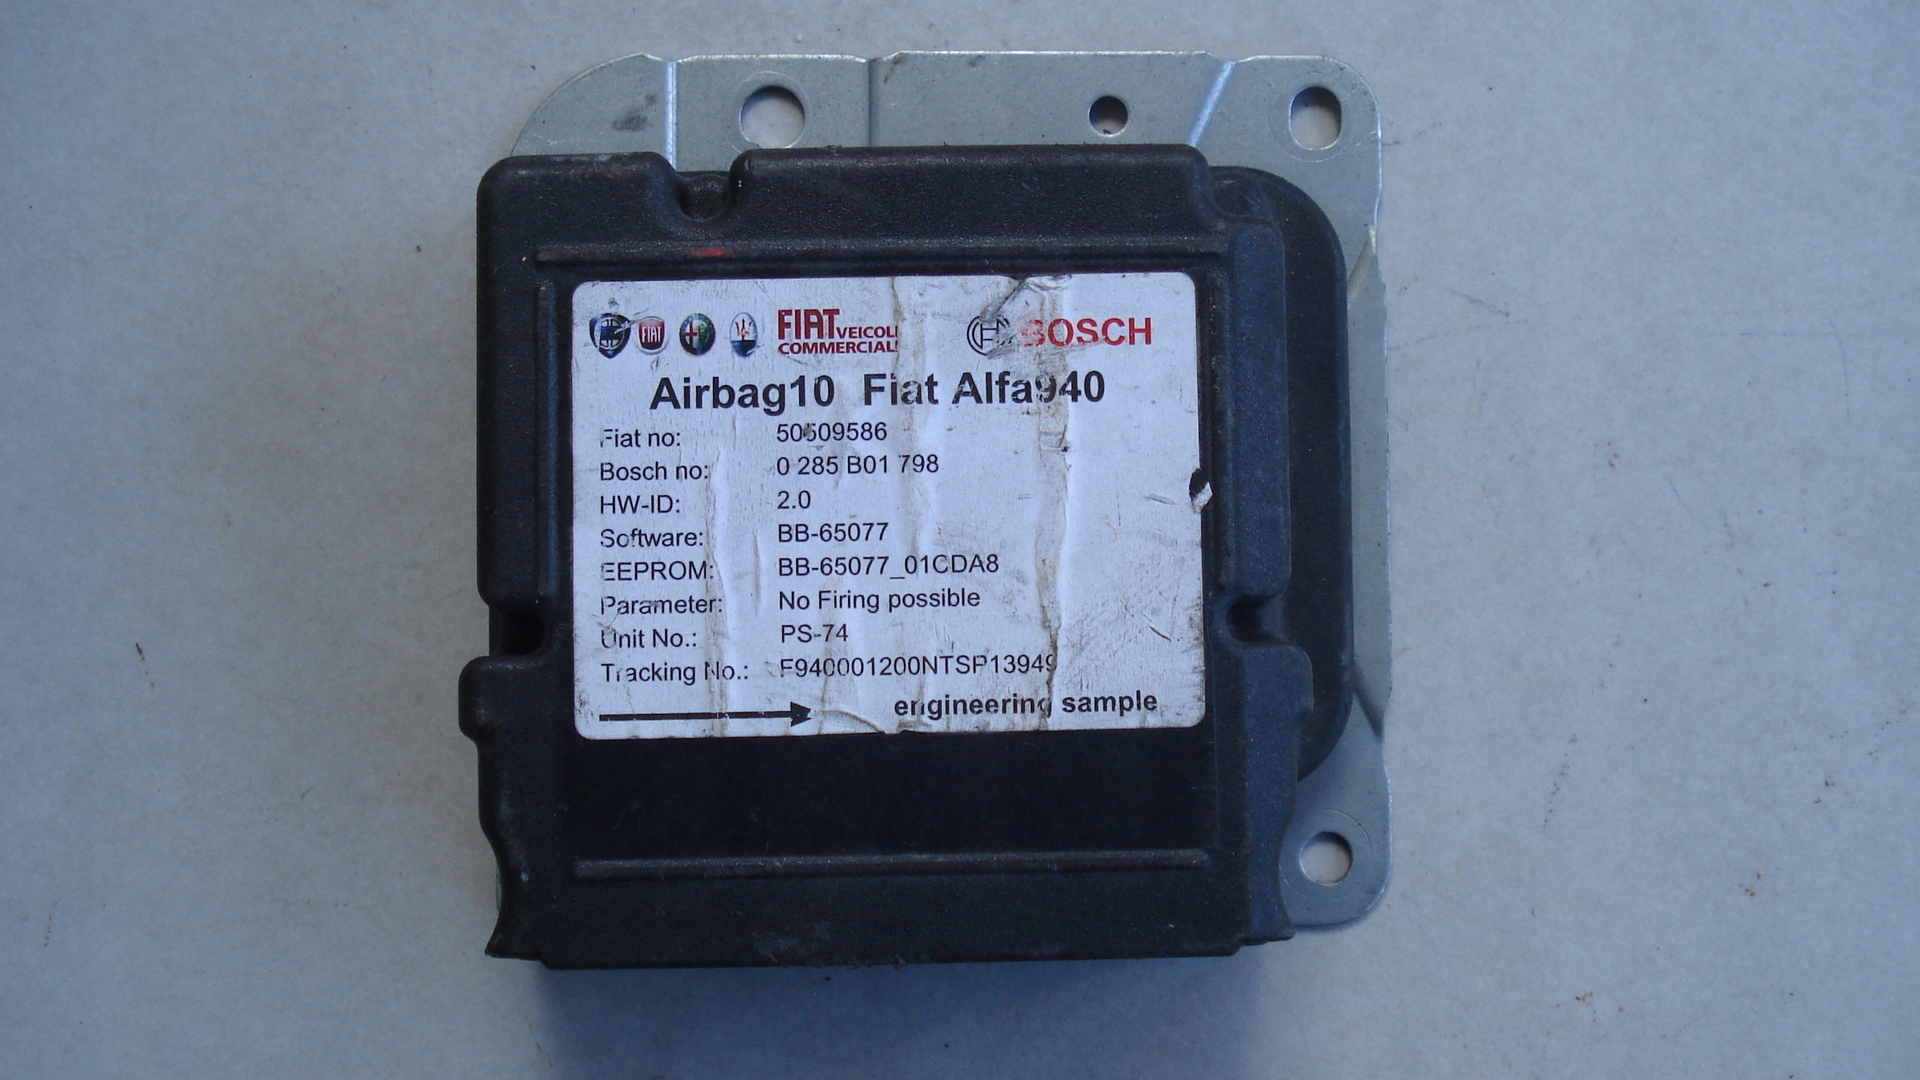 FIAT FIAT VEICOLI
COMMERCIALI
BOSCH
Airbag10 Fiat Alfa940
Fiat no: 50509586
Bosch no: 0 285 B01 798
HW-ID: 2.0
Software: BB-65077
EEPROM: BB-65077_01CDA8
Parameter: No Firing possible
Unit No.: PS-74
Tracking No.: F940001200NTSP13949
engineering sample